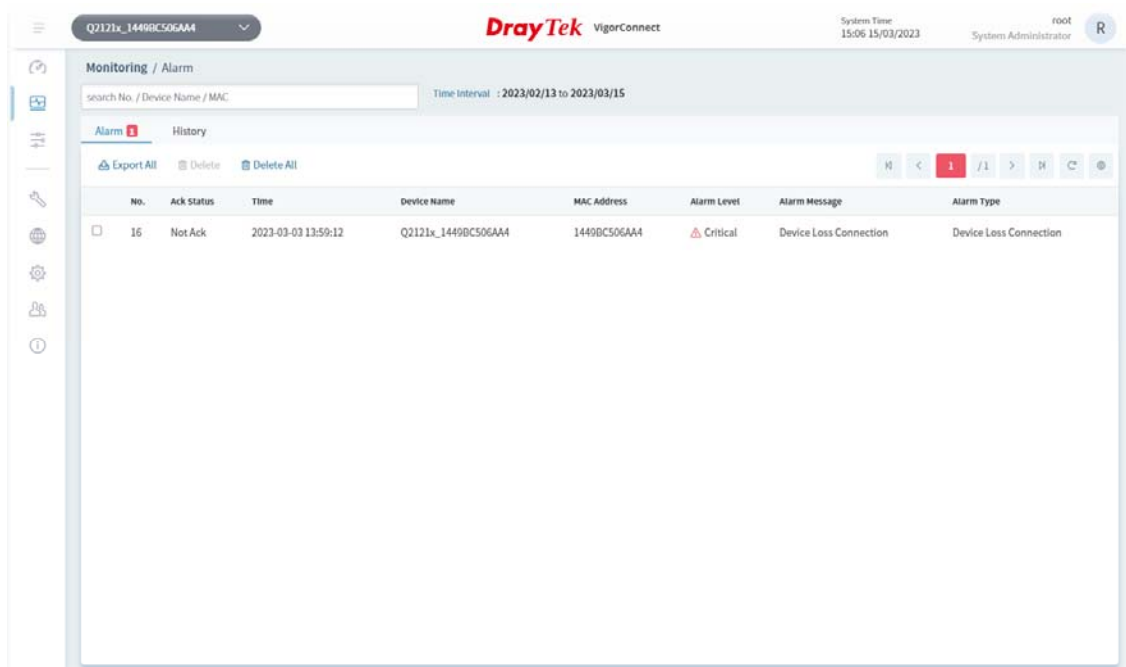 Q2121x_1449BC506AA4
DrayTek VigorConnect
System Time
15:06 15/03/2023
root
System Administrator
R
Monitoring / Alarm
search No. / Device Name / MAC
Time Interval : 2023/02/13 to 2023/03/15
Alarm 1 History
Export All Delete Delete All
1 / 1
No. Ack Status Time Device Name MAC Address Alarm Level Alarm Message Alarm Type
16 Not Ack 2023-03-03 13:59:12 Q2121x_1449BC506AA4 1449BC506AA4 Critical Device Loss Connection Device Loss Connection